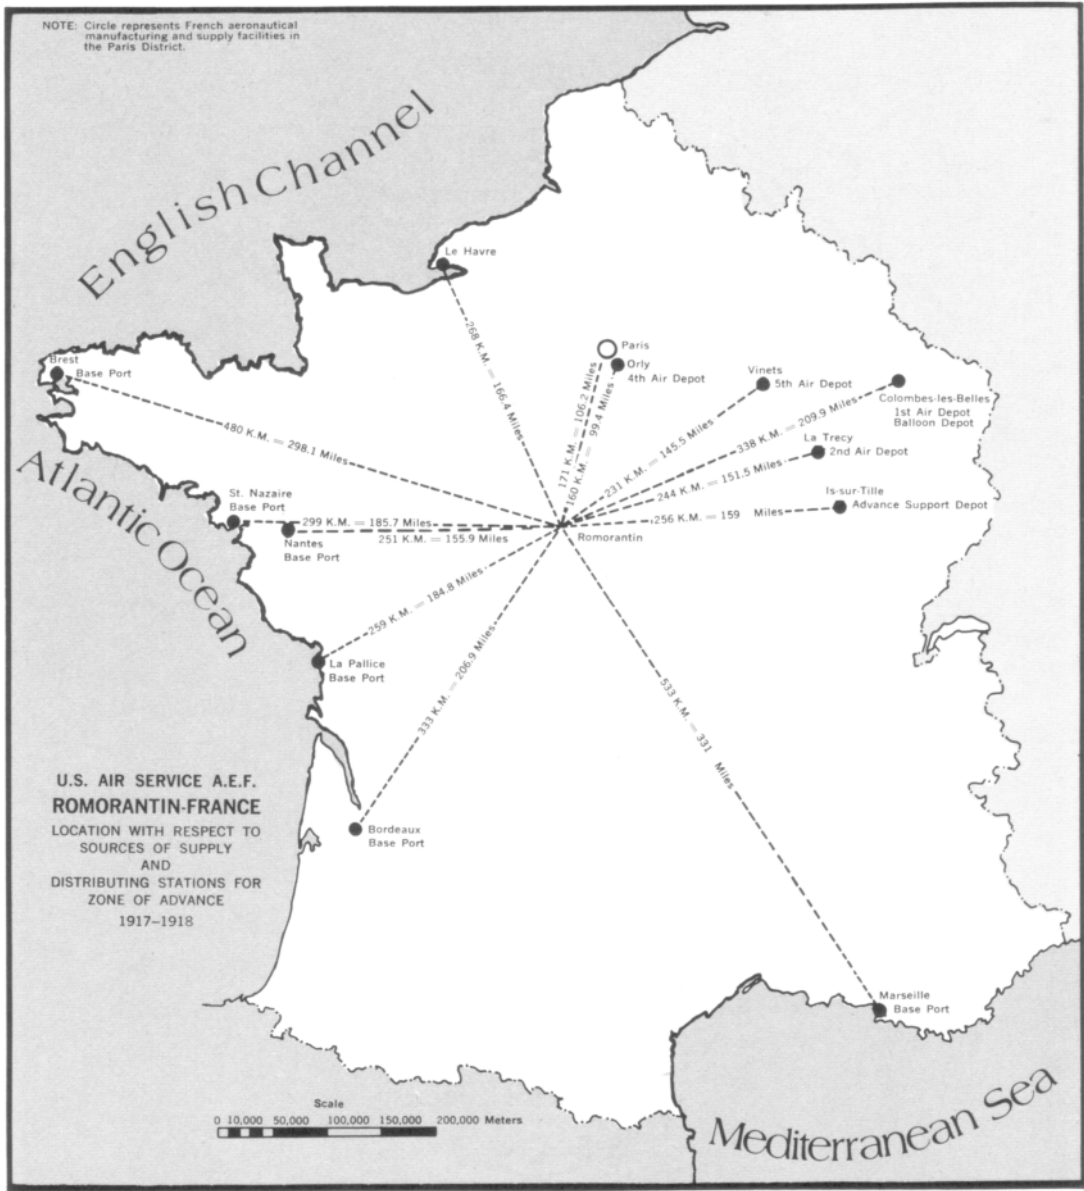 NOTE: Circle represents French aeronautical
manufacturing and supply facilities in
the Paris District.
English Channel
Le Havre
268 K.M. = 166.4 Miles
Paris
Orly
4th Air Depot
171 K.M. = 106.2 Miles
160 K.M. = 99.4 Miles
Vinets
5th Air Depot
231 K.M. = 145.5 Miles
Colombes-les-Belles
1st Air Depot
Balloon Depot
338 K.M. = 209.9 Miles
La Trecy
2nd Air Depot
244 K.M. = 151.5 Miles
Is-sur-Tille
Advance Support Depot
256 K.M. = 159 Miles
Brest
Base Port
480 K.M. = 298.1 Miles
Atlantic Ocean
St. Nazaire
Base Port
299 K.M. = 185.7 Miles
Nantes
Base Port
251 K.M. = 155.9 Miles
Romorantin
259 K.M. = 184.8 Miles
La Pallice
Base Port
333 K.M. = 206.9 Miles
533 K.M. = 331 Miles
Bordeaux
Base Port
U.S. AIR SERVICE A.E.F.
ROMORANTIN-FRANCE
LOCATION WITH RESPECT TO
SOURCES OF SUPPLY
AND
DISTRIBUTING STATIONS FOR
ZONE OF ADVANCE
1917–1918
Marseille
Base Port
Mediterranean Sea
Scale
0 10,000 50,000 100,000 150,000 200,000 Meters